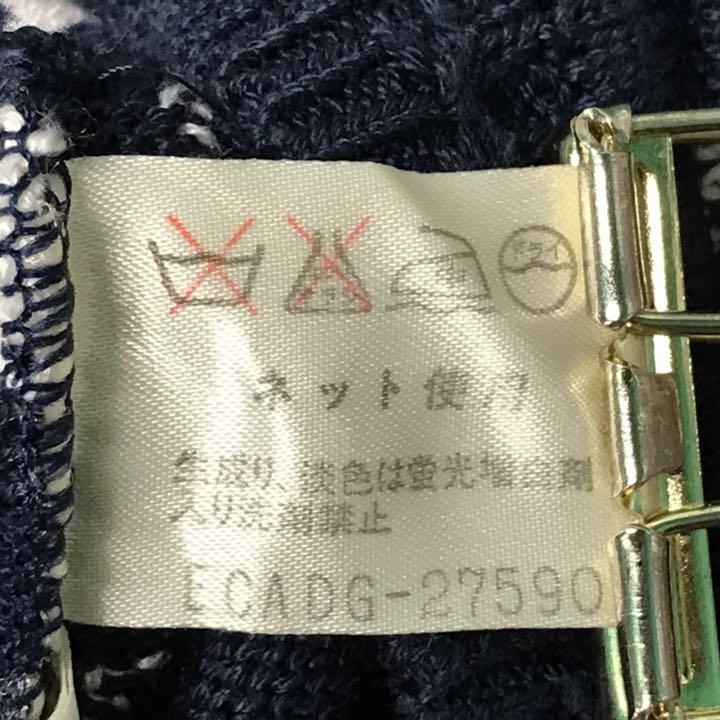 ドライ
ネット使用
生成り、淡色は蛍光増白剤
入り洗剤禁止
ECADG-27590